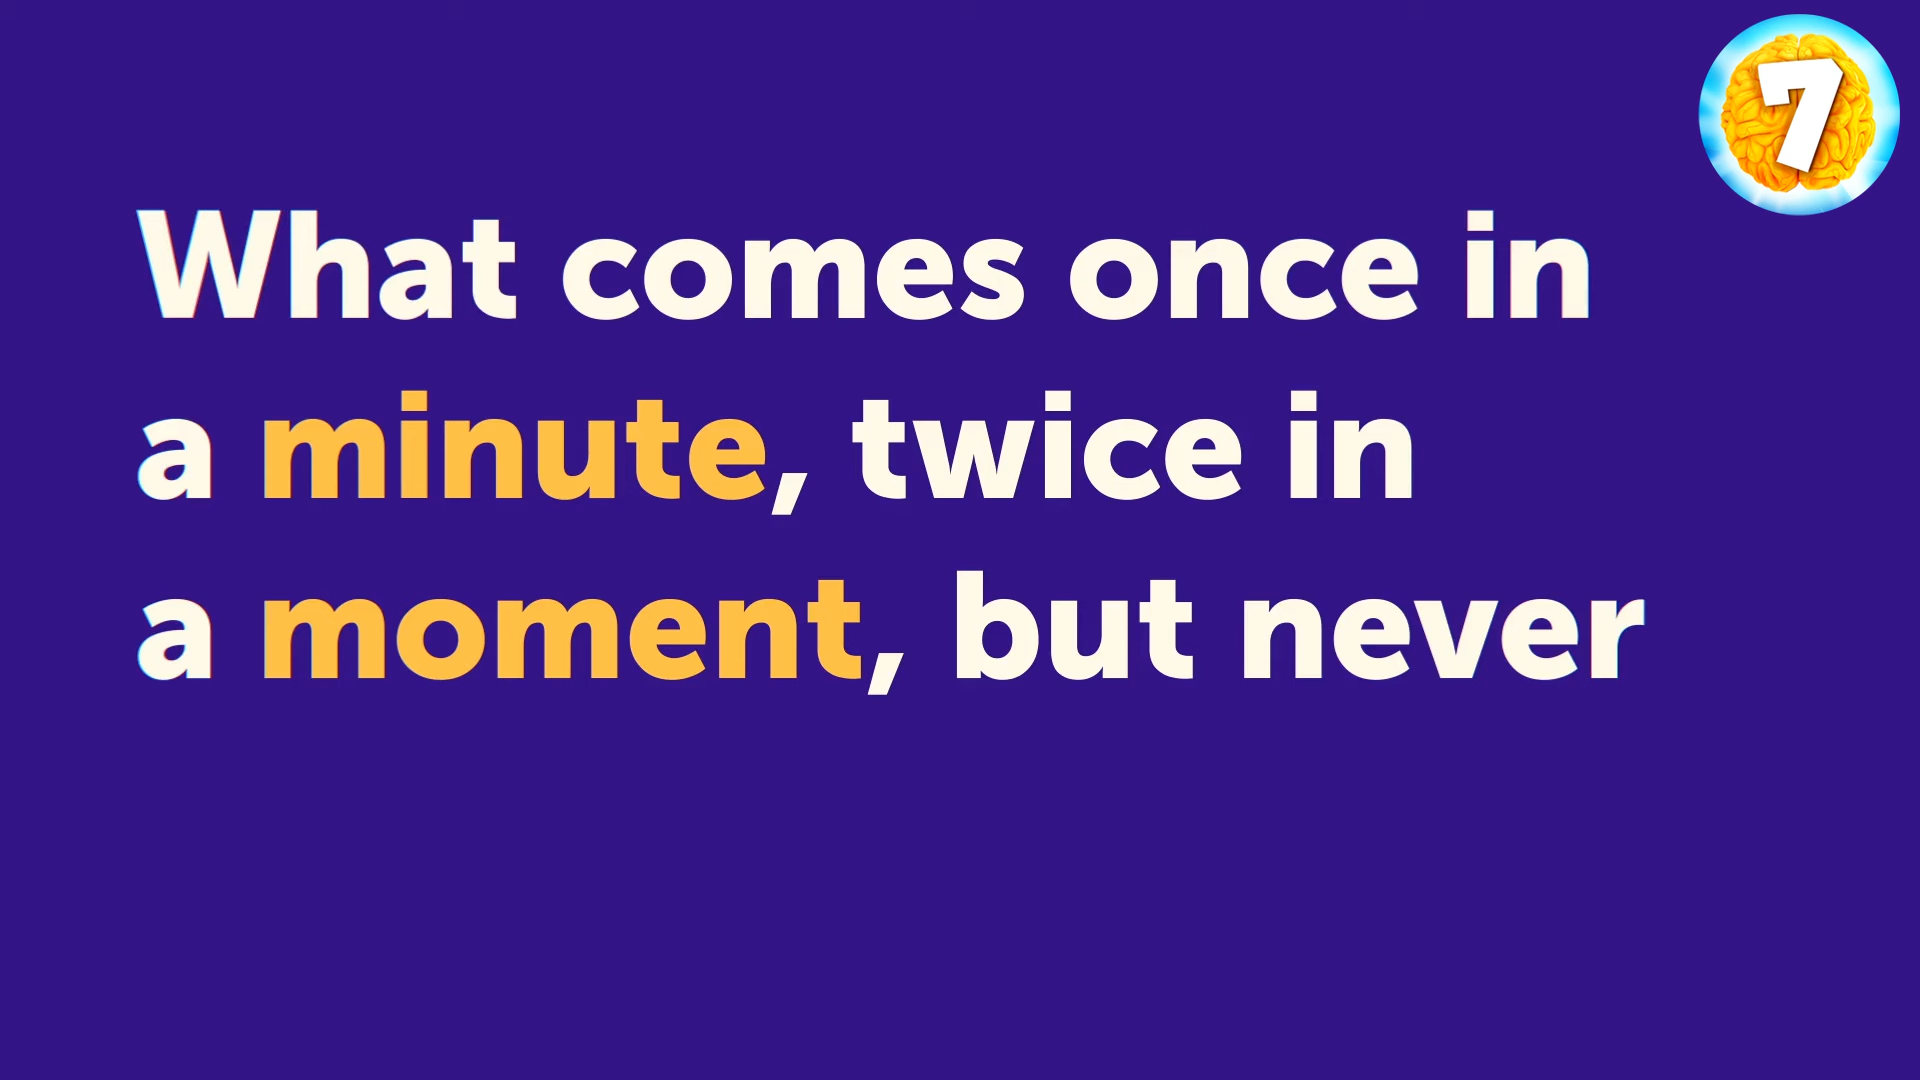 7
What comes once in
a minute, twice in
a moment, but never